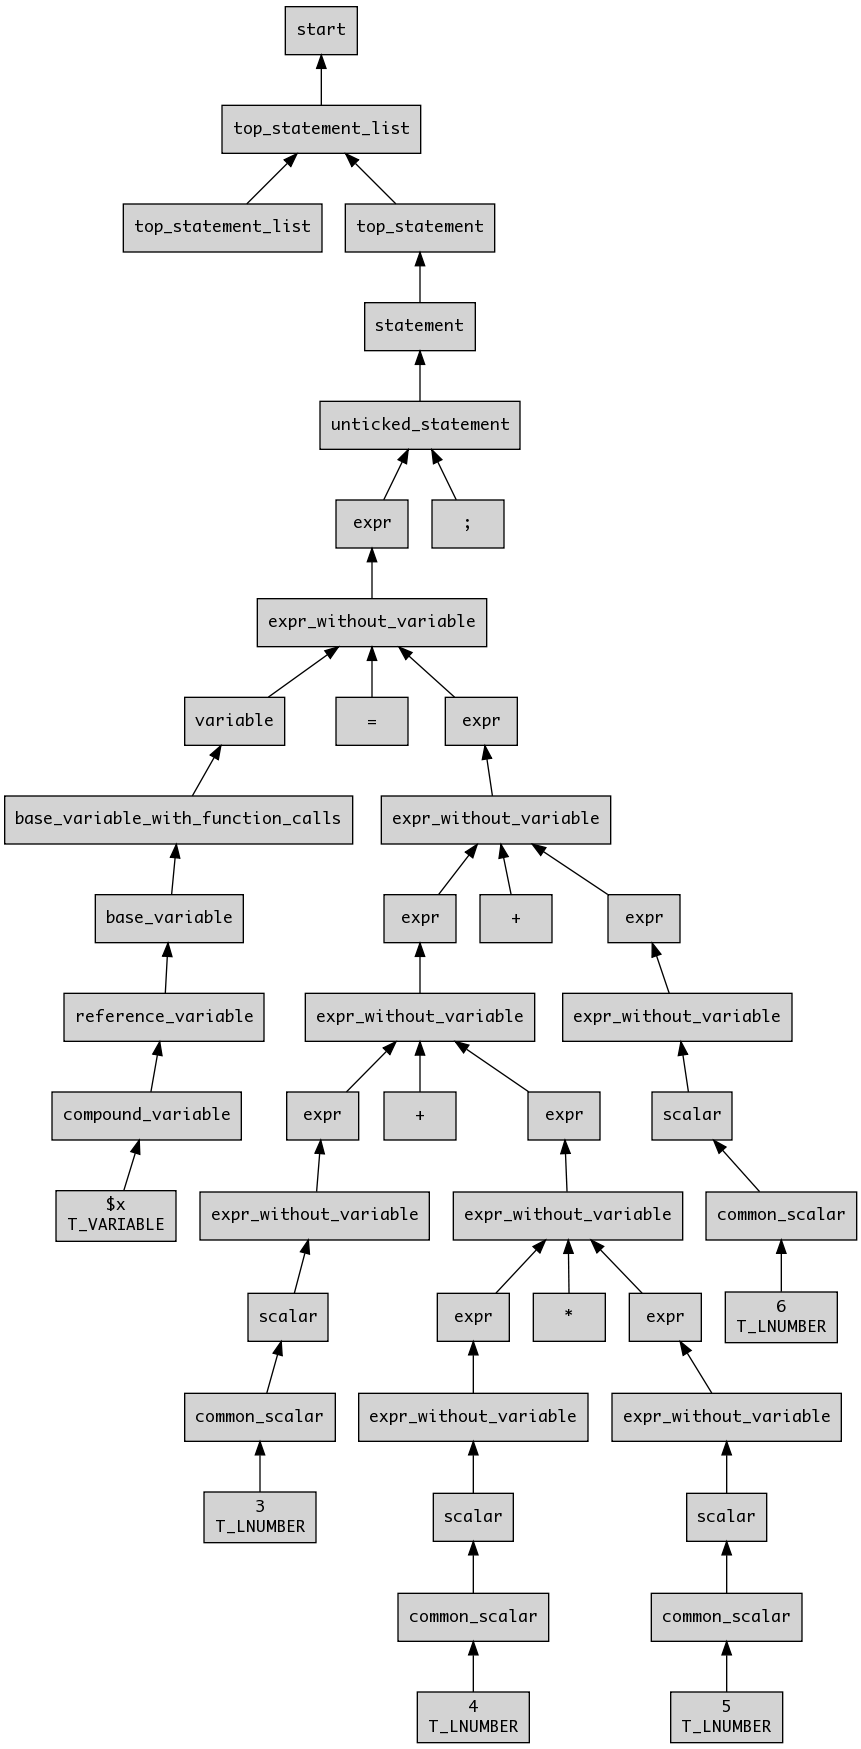 start
top_statement_list
top_statement_list
top_statement
statement
unticked_statement
expr
;
expr_without_variable
variable
=
expr
base_variable_with_function_calls
expr_without_variable
base_variable
expr
+
expr
reference_variable
expr_without_variable
expr_without_variable
compound_variable
expr
+
expr
scalar
$x
T_VARIABLE
expr_without_variable
expr_without_variable
common_scalar
scalar
expr
*
expr
6
T_LNUMBER
common_scalar
expr_without_variable
expr_without_variable
3
T_LNUMBER
scalar
scalar
common_scalar
common_scalar
4
T_LNUMBER
5
T_LNUMBER